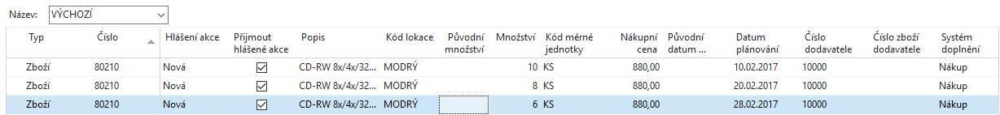 Název: VÝCHOZÍ
Typ Číslo Hlášení akce Přijmout hlášené akce Popis Kód lokace Původní množství Množství Kód měrné jednotky Nákupní cena Původní datum ... Datum plánování Číslo dodavatele Číslo zboží dodavatele Systém doplnění
Zboží 80210 Nová CD-RW 8x/4x/32... MODRÝ 10 KS 880,00 10.02.2017 10000 Nákup
Zboží 80210 Nová CD-RW 8x/4x/32... MODRÝ 8 KS 880,00 20.02.2017 10000 Nákup
Zboží 80210 Nová CD-RW 8x/4x/32... MODRÝ 6 KS 880,00 28.02.2017 10000 Nákup